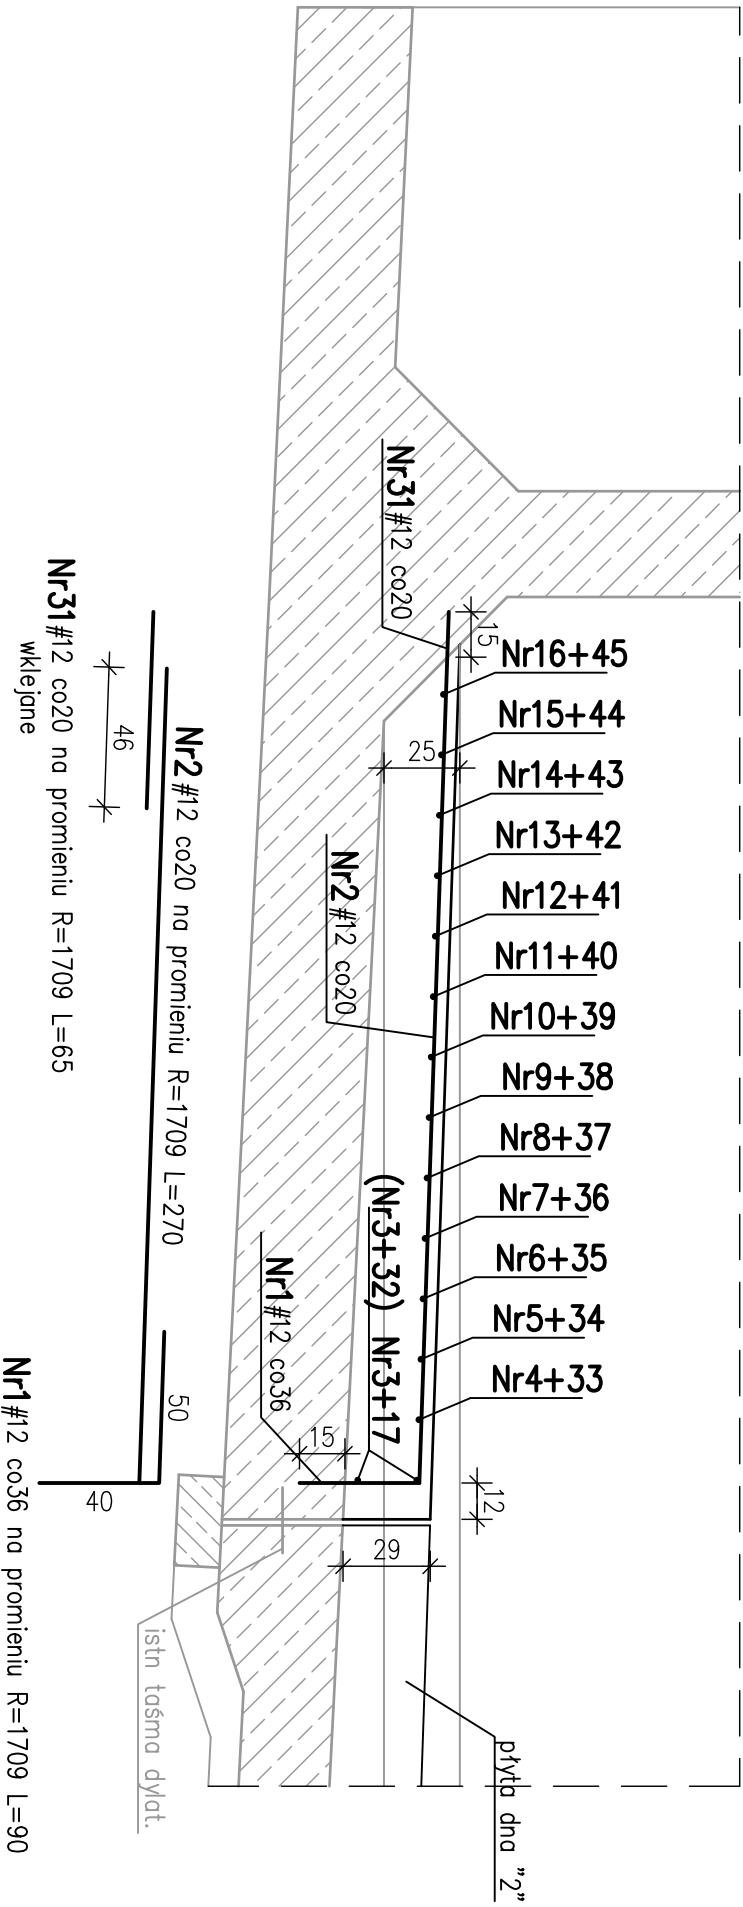 Nr31 #12 co20
15
Nr16+45
Nr15+44
25
Nr14+43
Nr13+42
Nr12+41
Nr2 #12 co20
Nr11+40
Nr10+39
Nr9+38
Nr8+37
Nr7+36
Nr6+35
Nr5+34
Nr4+33
(Nr3+32) Nr3+17
Nr1 #12 co36
15
12
29
płyta dna "2"
istn taśma dylat.
Nr31 #12 co20 na promieniu R=1709 L=65
wklejane
46
Nr2 #12 co20 na promieniu R=1709 L=270
50
40
Nr1 #12 co36 na promieniu R=1709 L=90